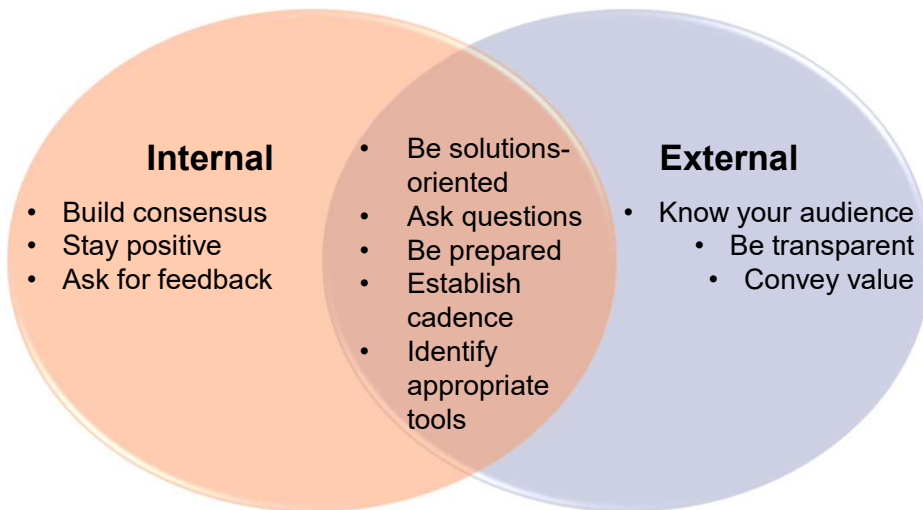 Internal
• Build consensus
• Stay positive
• Ask for feedback
• Be solutions-
oriented
• Ask questions
• Be prepared
• Establish
cadence
• Identify
appropriate
tools
External
• Know your audience
• Be transparent
• Convey value